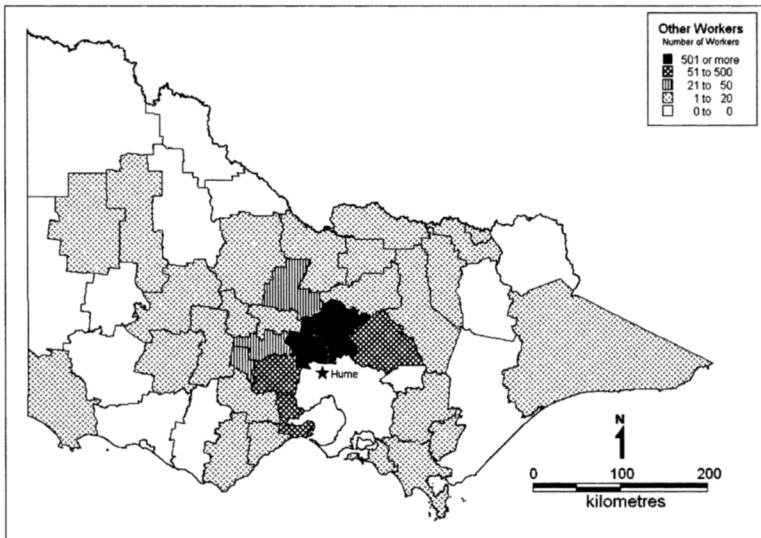 Other Workers
Number of Workers
501 or more
51 to 500
21 to 50
1 to 20
0 to 0
Hume
N
0 100 200
kilometres